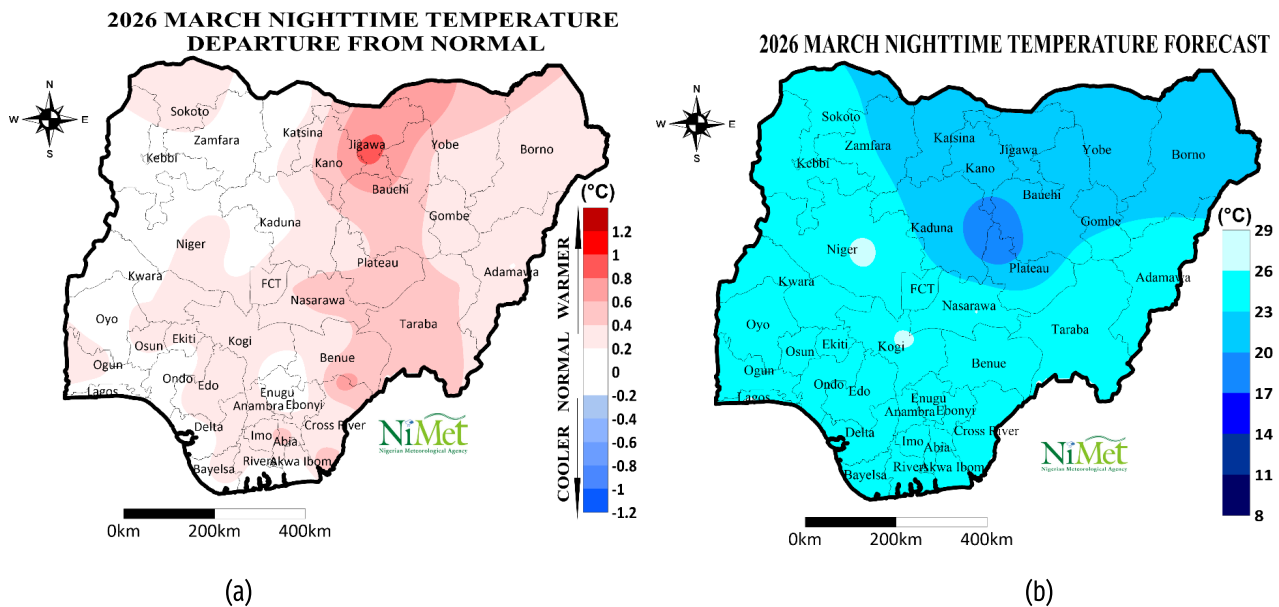 2026 MARCH NIGHTTIME TEMPERATURE
DEPARTURE FROM NORMAL
N
W
E
S
Sokoto
Zamfara
Kebbi
Katsina
Jigawa
Kano
Yobe
Borno
Bauchi
Gombe
Kaduna
Niger
Plateau
Adamawa
Kwara
FCT
Nasarawa
Oyo
Taraba
Osun
Ekiti
Kogi
Benue
Ogun
Ondo
Edo
Lagos
Enugu
Anambra
Ebonyi
Delta
Cross River
Imo
Abia
Bayelsa
Rivers
Akwa Ibom
NiMet
Nigerian Meteorological Agency
0km
200km
400km
(°C)
1.2
1
0.8
0.6
0.4
0.2
0
-0.2
-0.4
-0.6
-0.8
-1
-1.2
WARMER
NORMAL
COOLER
(a)
2026 MARCH NIGHTTIME TEMPERATURE FORECAST
N
W
E
S
Sokoto
Zamfara
Kebbi
Katsina
Jigawa
Kano
Yobe
Borno
Bauchi
Gombe
Kaduna
Niger
Plateau
Adamawa
Kwara
FCT
Nasarawa
Oyo
Taraba
Osun
Ekiti
Kogi
Benue
Ogun
Ondo
Edo
Lagos
Enugu
Anambra
Ebonyi
Delta
Cross River
Imo
Abia
Bayelsa
Rivers
Akwa Ibom
NiMet
Nigerian Meteorological Agency
0km
200km
400km
(°C)
29
26
23
20
17
14
11
8
(b)